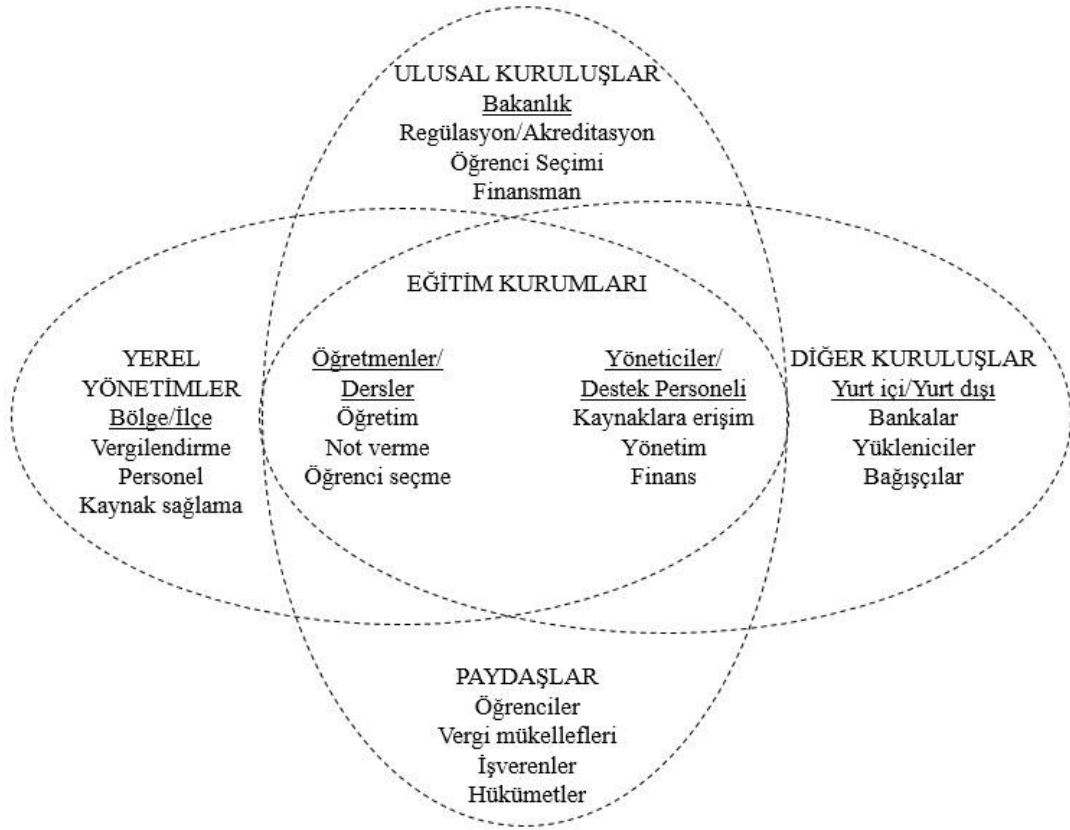 ULUSAL KURULUŞLAR
Bakanlık
Regülasyon/Akreditasyon
Öğrenci Seçimi
Finansman
EĞİTİM KURUMLARI
YEREL
YÖNETİMLER
Bölge/İlçe
Vergilendirme
Personel
Kaynak sağlama
Öğretmenler/
Dersler
Öğretim
Not verme
Öğrenci seçme
Yöneticiler/
Destek Personeli
Kaynaklara erişim
Yönetim
Finans
DİĞER KURULUŞLAR
Yurt içi/Yurt dışı
Bankalar
Yükleniciler
Bağışçılar
PAYDAŞLAR
Öğrenciler
Vergi mükellefleri
İşverenler
Hükümetler